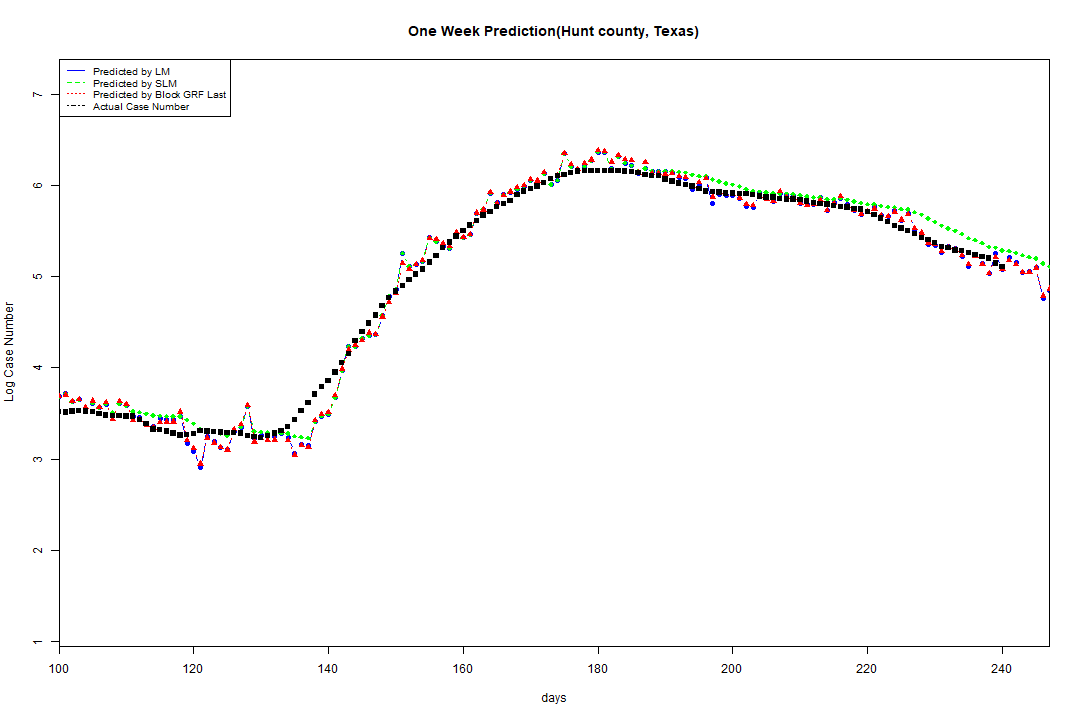 One Week Prediction(Hunt county, Texas)
Predicted by LM
Predicted by SLM
Predicted by Block GRF Last
Actual Case Number
7
6
5
4
3
2
1
Log Case Number
100 120 140 160 180 200 220 240
days